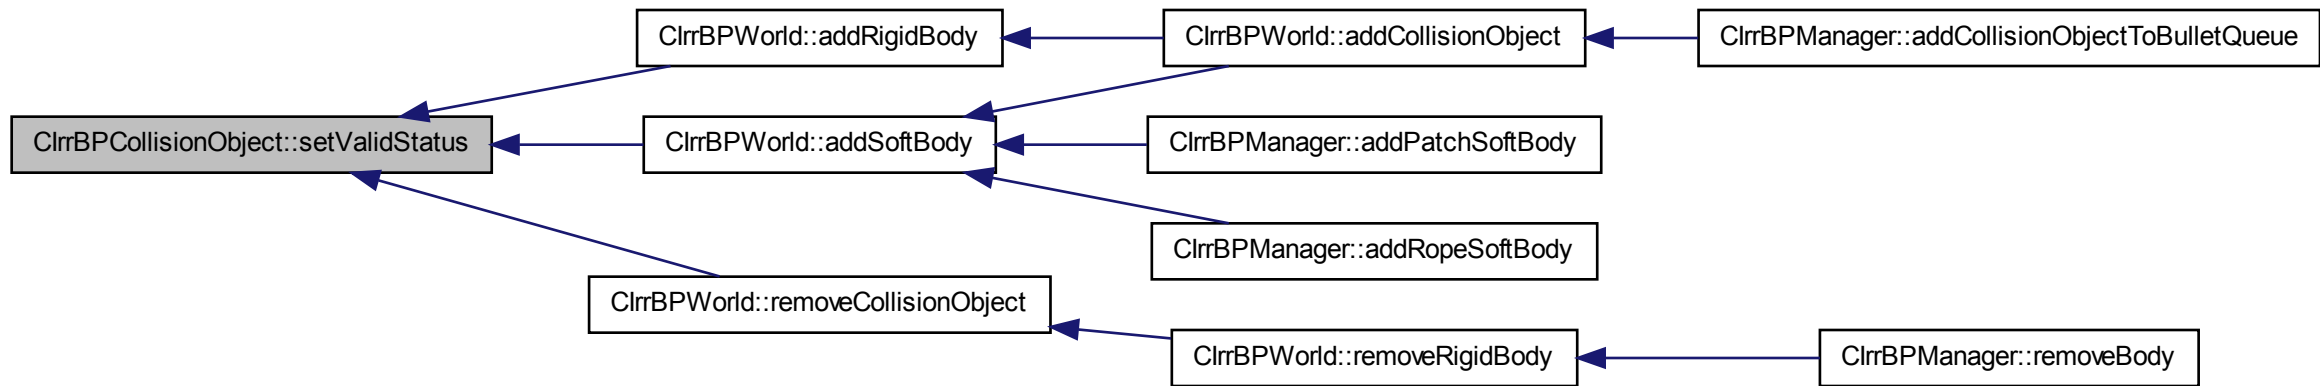 CIrrBPWorld::addRigidBody
CIrrBPWorld::addCollisionObject
CIrrBPManager::addCollisionObjectToBulletQueue
CIrrBPCollisionObject::setValidStatus
CIrrBPWorld::addSoftBody
CIrrBPManager::addPatchSoftBody
CIrrBPManager::addRopeSoftBody
CIrrBPWorld::removeCollisionObject
CIrrBPWorld::removeRigidBody
CIrrBPManager::removeBody